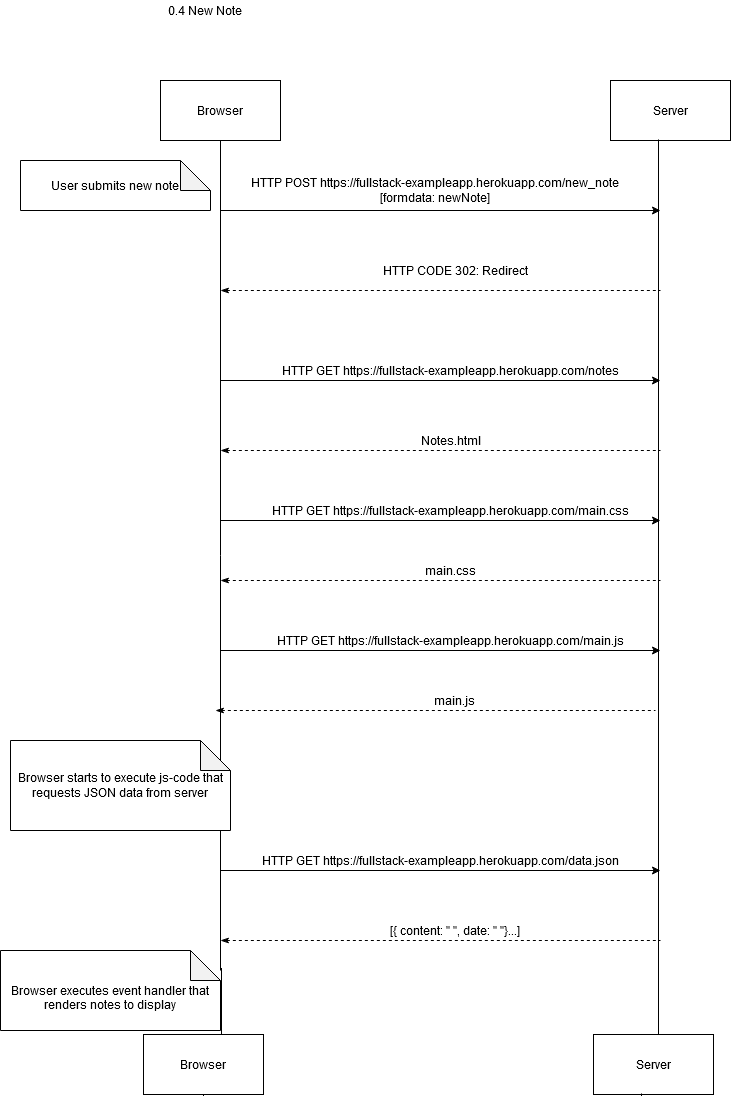 0.4 New Note
Browser
Server
User submits new note
HTTP POST https://fullstack-exampleapp.herokuapp.com/new_note
[formdata: newNote]
HTTP CODE 302: Redirect
HTTP GET https://fullstack-exampleapp.herokuapp.com/notes
Notes.html
HTTP GET https://fullstack-exampleapp.herokuapp.com/main.css
main.css
HTTP GET https://fullstack-exampleapp.herokuapp.com/main.js
main.js
Browser starts to execute js-code that
requests JSON data from server
HTTP GET https://fullstack-exampleapp.herokuapp.com/data.json
[{ content: " ", date: " "}...]
Browser executes event handler that
renders notes to display
Browser
Server